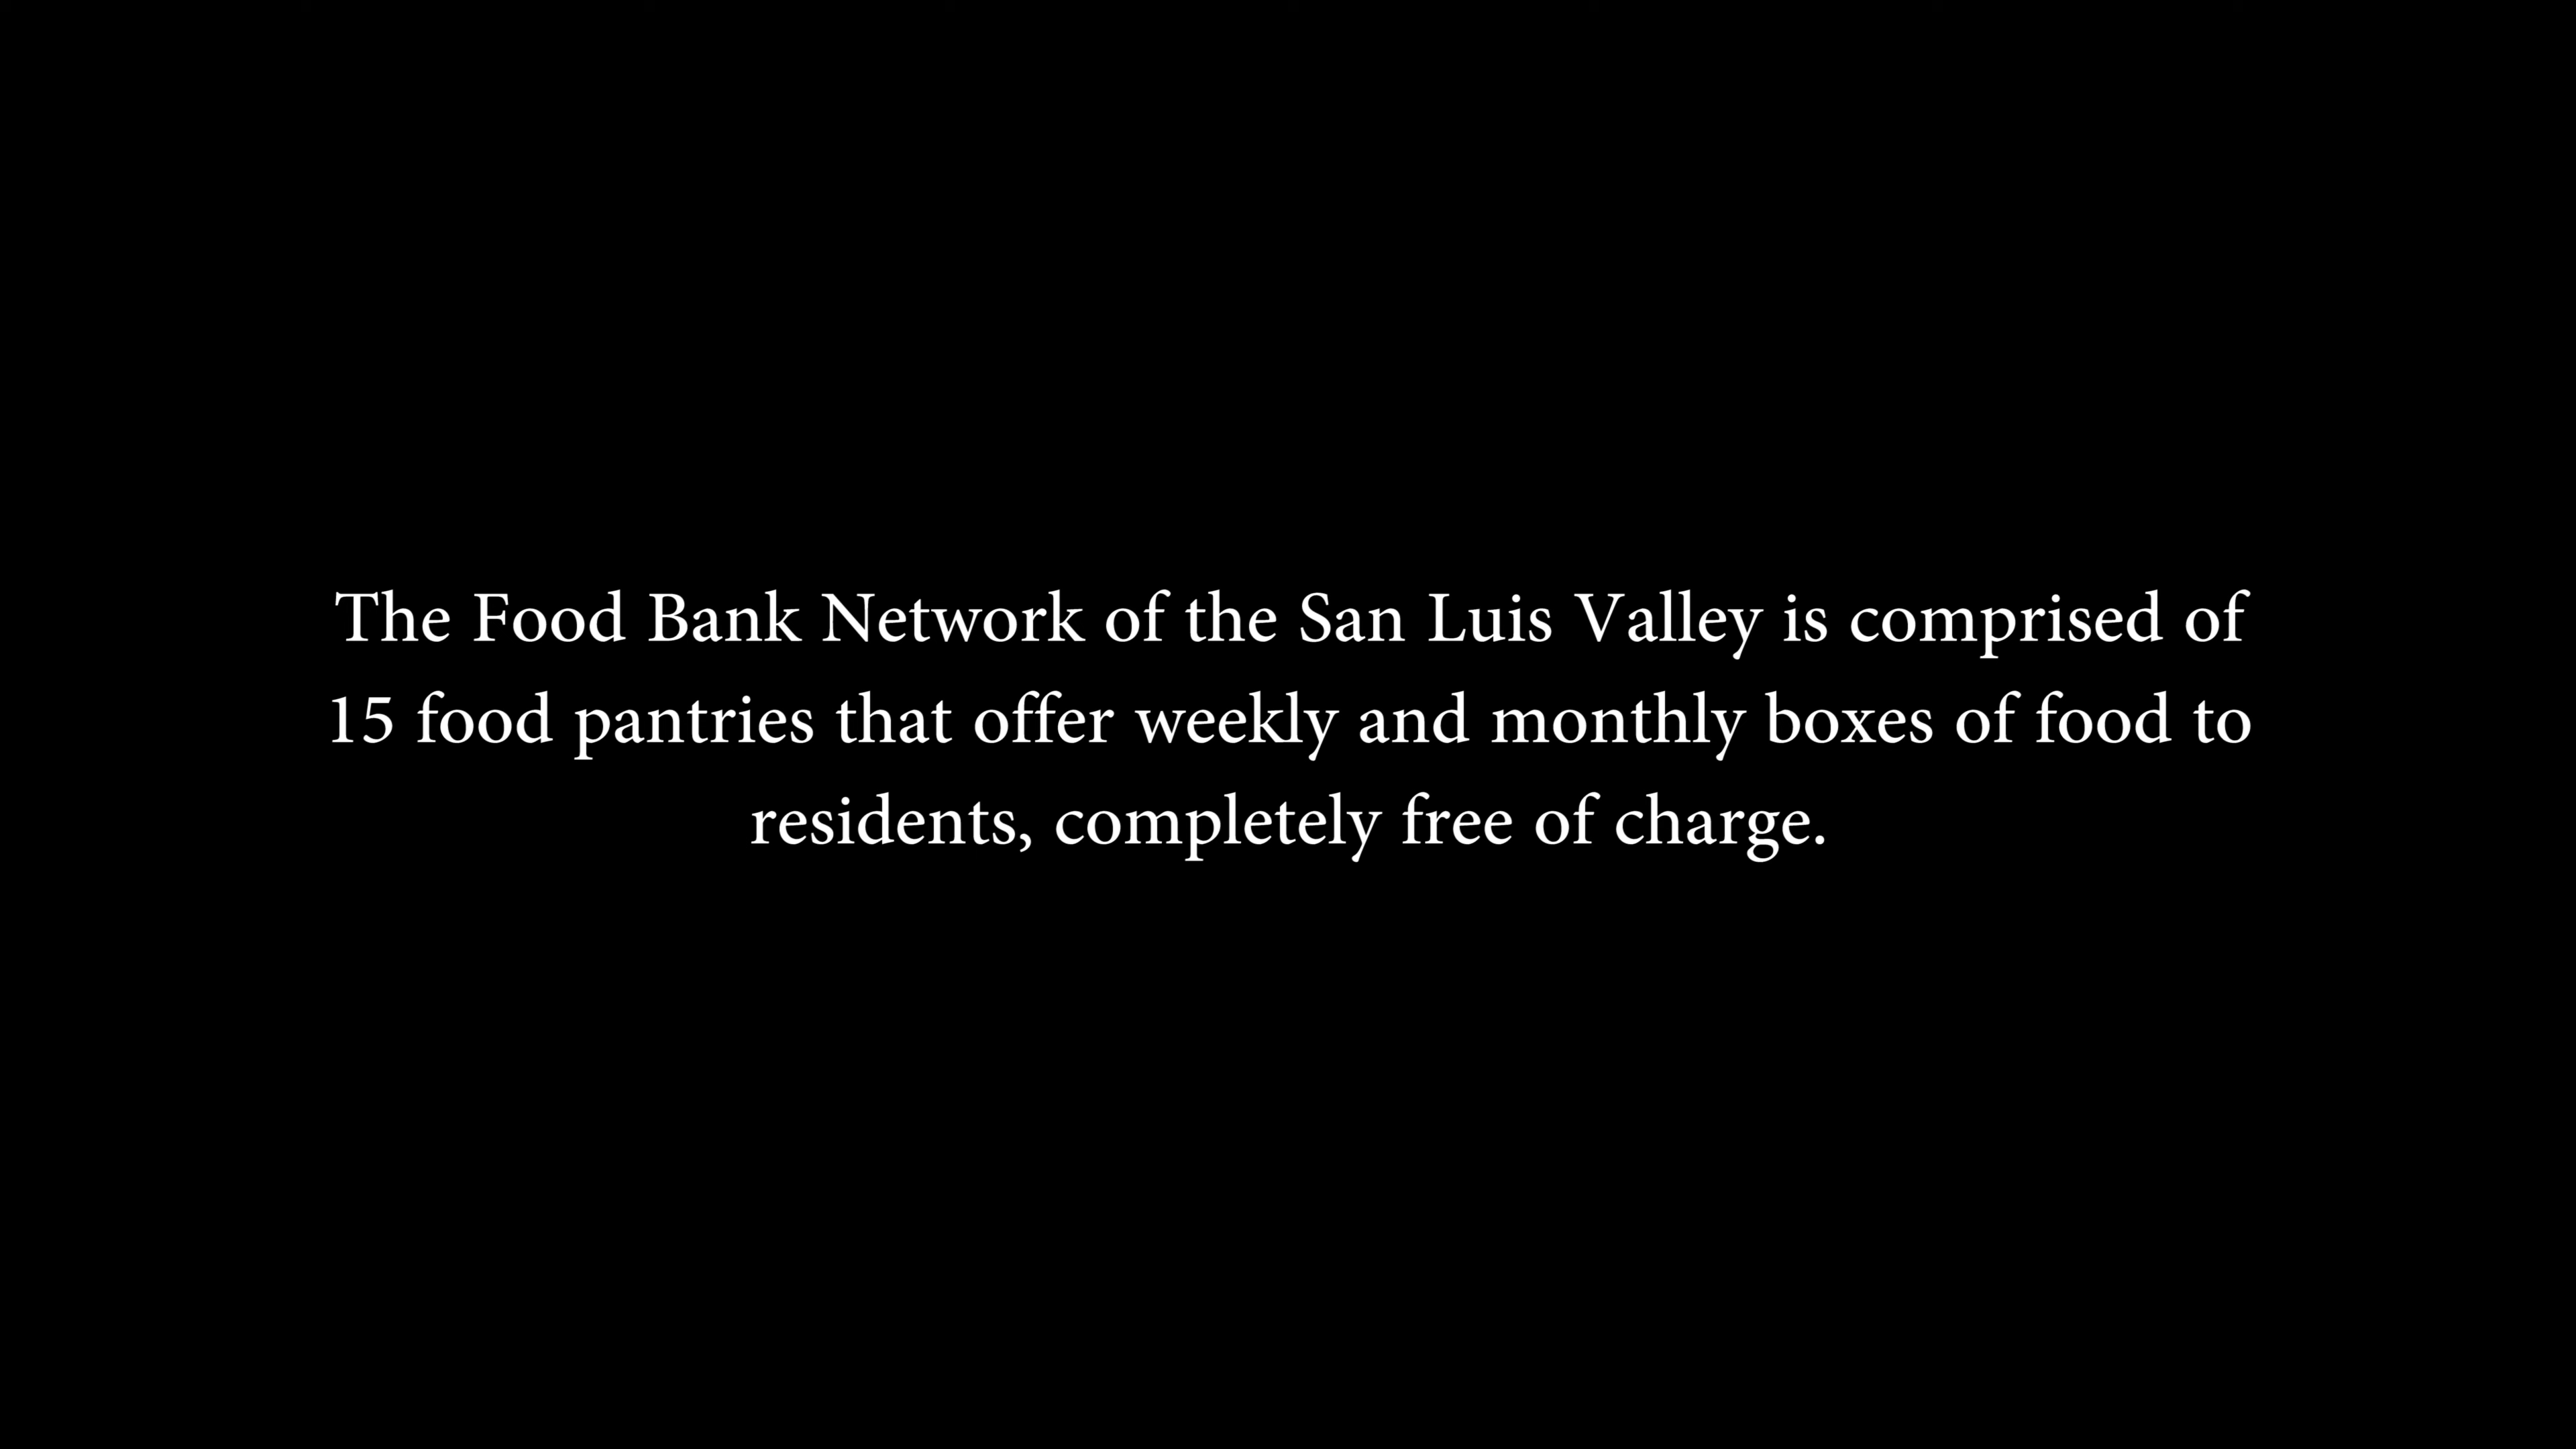 The Food Bank Network of the San Luis Valley is comprised of
15 food pantries that offer weekly and monthly boxes of food to
residents, completely free of charge.